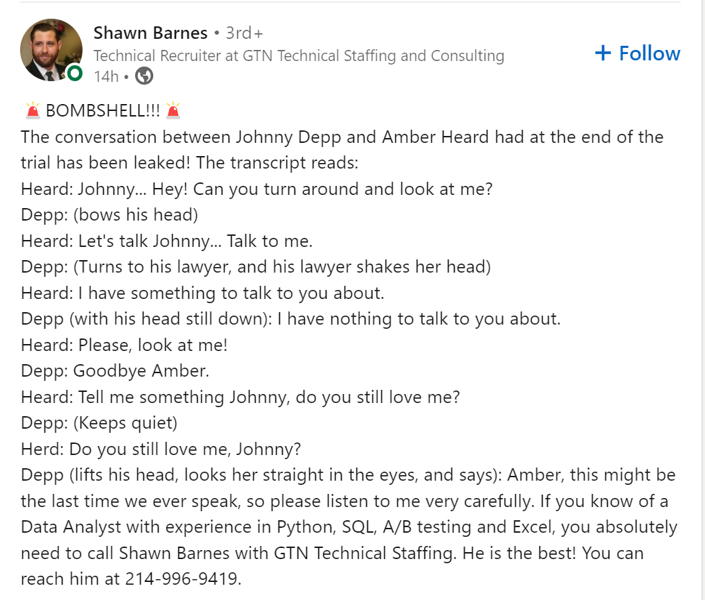 Shawn Barnes • 3rd+
Technical Recruiter at GTN Technical Staffing and Consulting
14h •
+ Follow
🚨 BOMBSHELL!!! 🚨
The conversation between Johnny Depp and Amber Heard had at the end of the
trial has been leaked! The transcript reads:
Heard: Johnny... Hey! Can you turn around and look at me?
Depp: (bows his head)
Heard: Let's talk Johnny... Talk to me.
Depp: (Turns to his lawyer, and his lawyer shakes her head)
Heard: I have something to talk to you about.
Depp (with his head still down): I have nothing to talk to you about.
Heard: Please, look at me!
Depp: Goodbye Amber.
Heard: Tell me something Johnny, do you still love me?
Depp: (Keeps quiet)
Herd: Do you still love me, Johnny?
Depp (lifts his head, looks her straight in the eyes, and says): Amber, this might be
the last time we ever speak, so please listen to me very carefully. If you know of a
Data Analyst with experience in Python, SQL, A/B testing and Excel, you absolutely
need to call Shawn Barnes with GTN Technical Staffing. He is the best! You can
reach him at 214-996-9419.